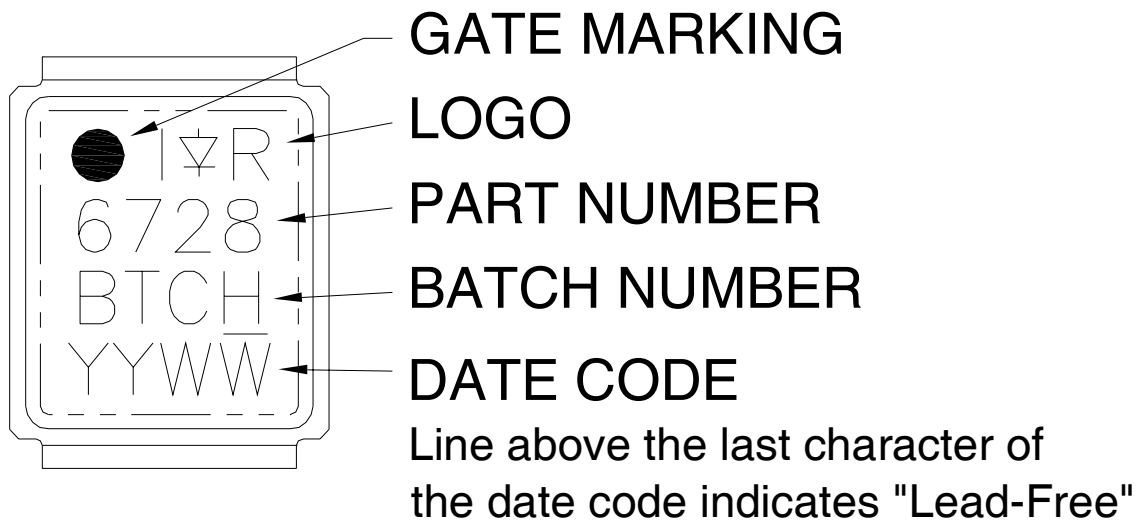 GATE MARKING
I R LOGO
6728 PART NUMBER
BTCH BATCH NUMBER
YYWW DATE CODE
Line above the last character of
the date code indicates "Lead-Free"